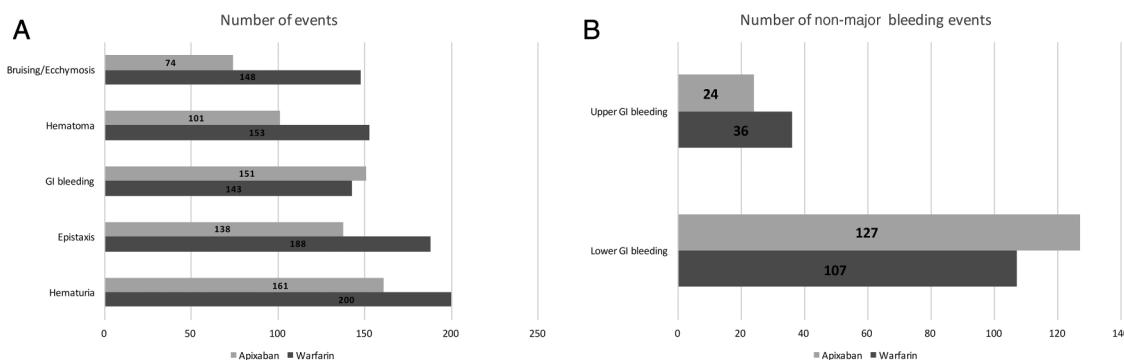 A
Number of events
Bruising/Ecchymosis
74
148
Hematoma
101
153
GI bleeding
151
143
Epistaxis
138
188
Hematuria
161
200
0 50 100 150 200 250
Apixaban Warfarin
B
Number of non-major bleeding events
Upper GI bleeding
24
36
Lower GI bleeding
127
107
0 20 40 60 80 100 120 14
Apixaban Warfarin